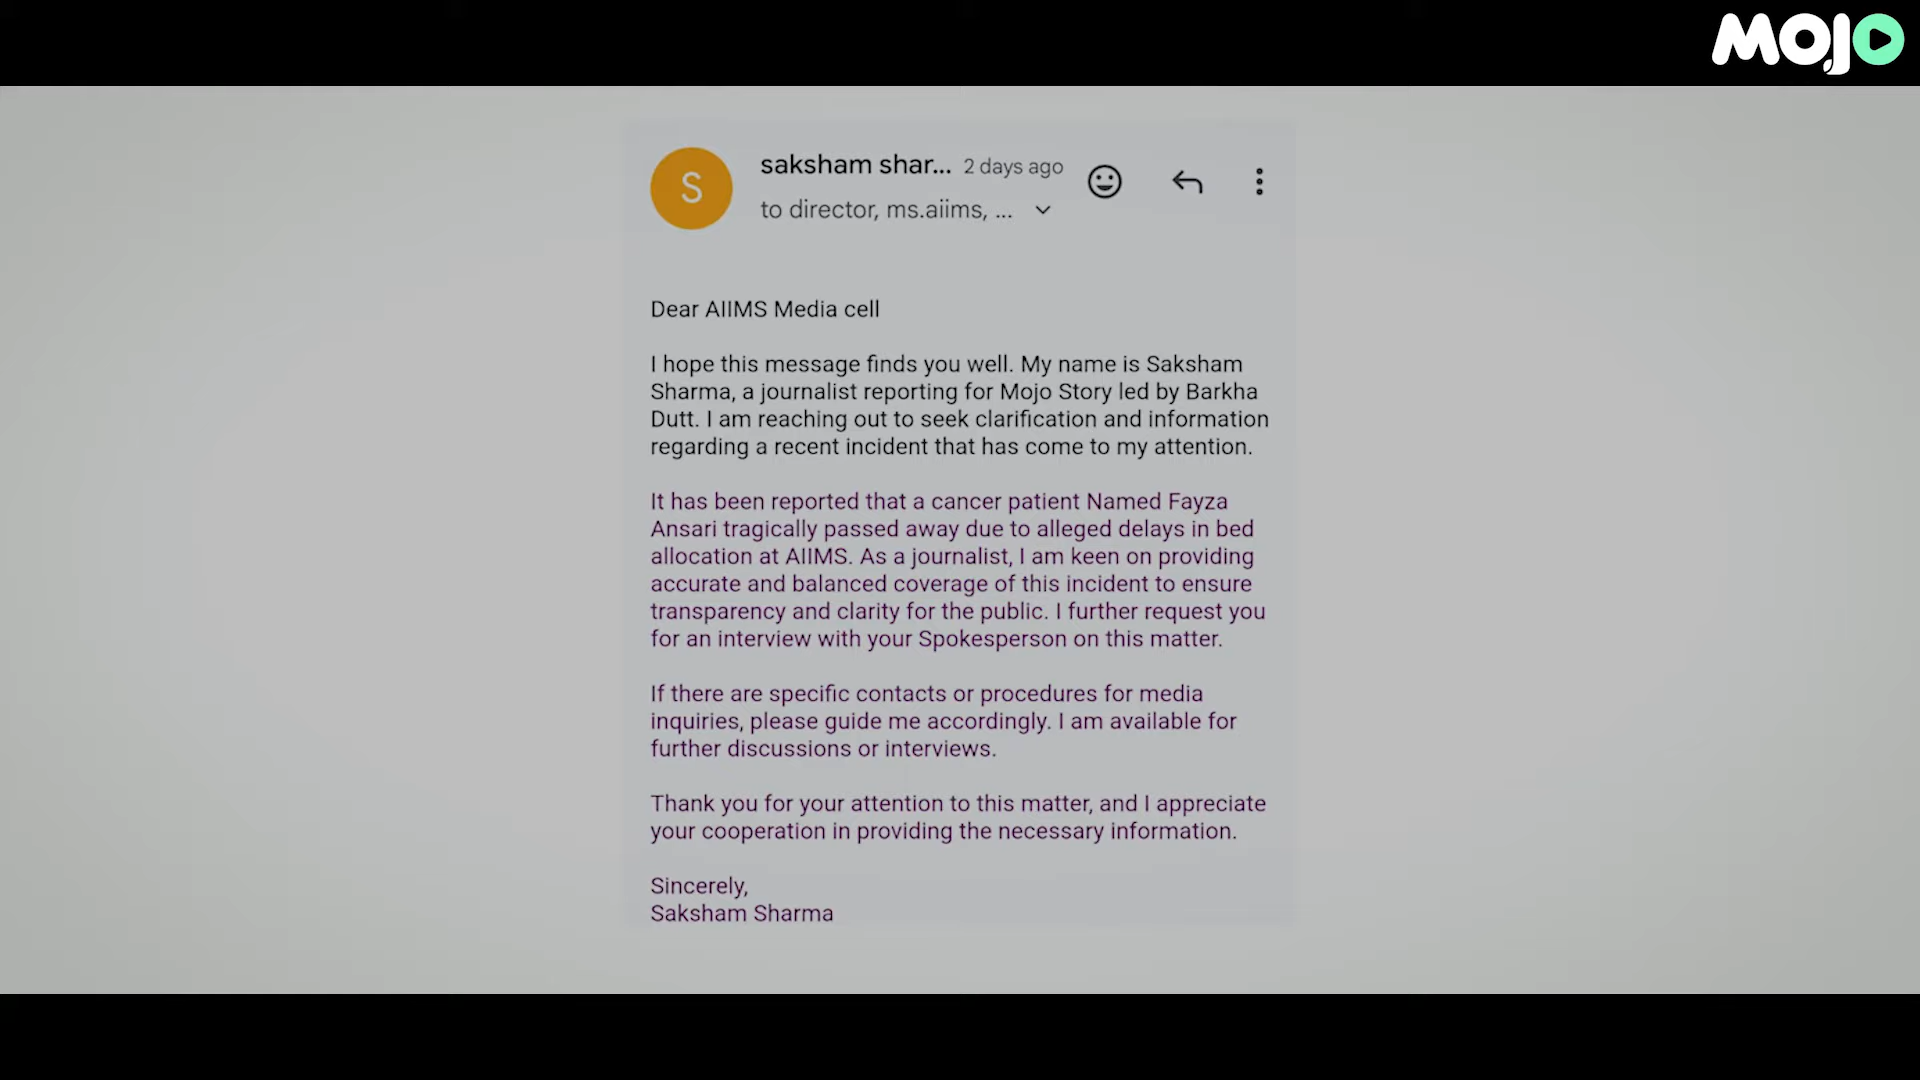 MOJO
S
saksham shar... 2 days ago
to director, ms.aiims, ...
Dear AIIMS Media cell
I hope this message finds you well. My name is Saksham
Sharma, a journalist reporting for Mojo Story led by Barkha
Dutt. I am reaching out to seek clarification and information
regarding a recent incident that has come to my attention.
It has been reported that a cancer patient Named Fayza
Ansari tragically passed away due to alleged delays in bed
allocation at AIIMS. As a journalist, I am keen on providing
accurate and balanced coverage of this incident to ensure
transparency and clarity for the public. I further request you
for an interview with your Spokesperson on this matter.
If there are specific contacts or procedures for media
inquiries, please guide me accordingly. I am available for
further discussions or interviews.
Thank you for your attention to this matter, and I appreciate
your cooperation in providing the necessary information.
Sincerely,
Saksham Sharma